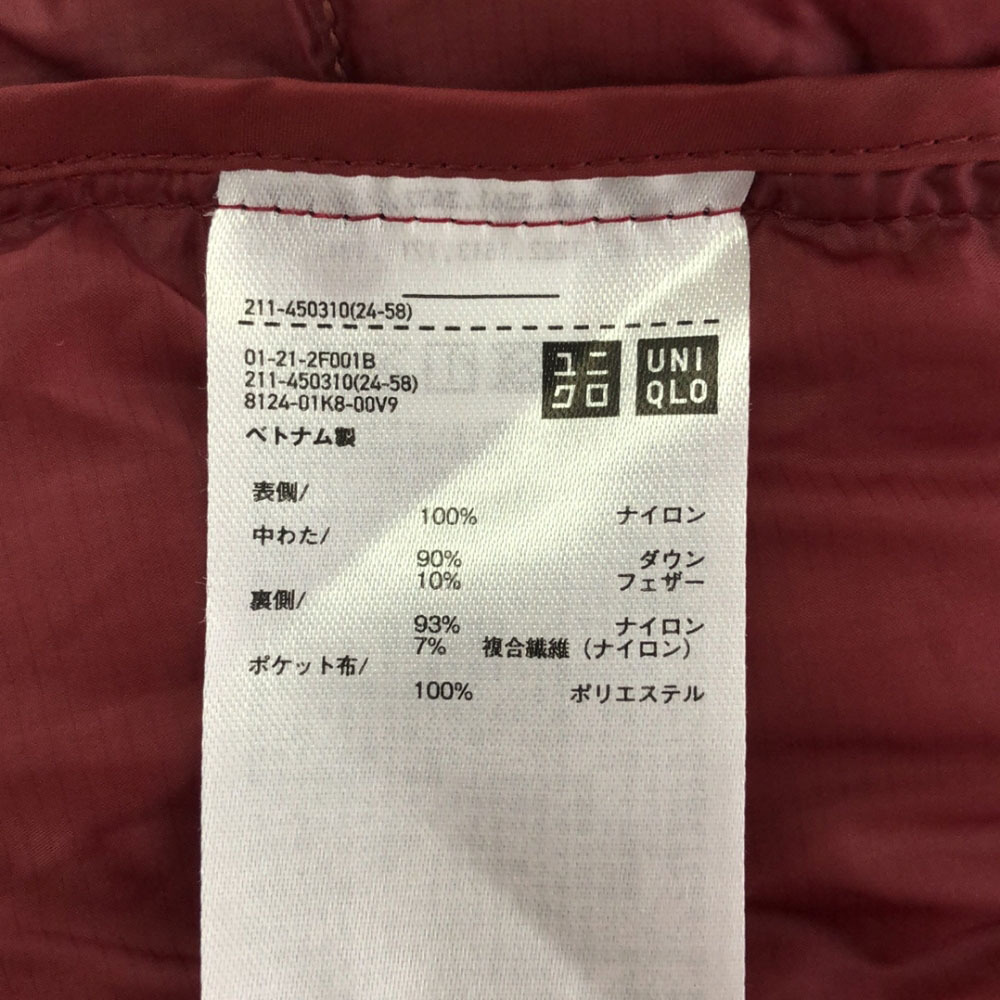 211-450310(24-58)
01-21-2F001B
211-450310(24-58)
8124-01K8-00V9
ユニ
クロ
UNI
QLO
ベトナム製
表側/
100% ナイロン
中わた/
90% ダウン
10% フェザー
裏側/
93% ナイロン
7% 複合繊維（ナイロン）
ポケット布/
100% ポリエステル